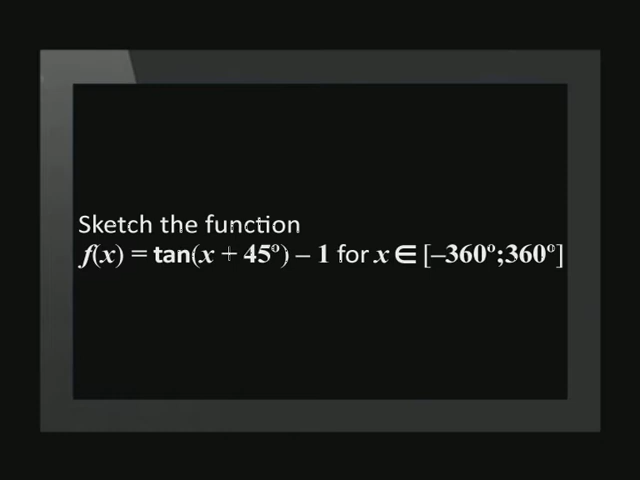 Sketch the function
f(x) = tan(x + 45º) – 1 for x ∈ [–360º;360º]